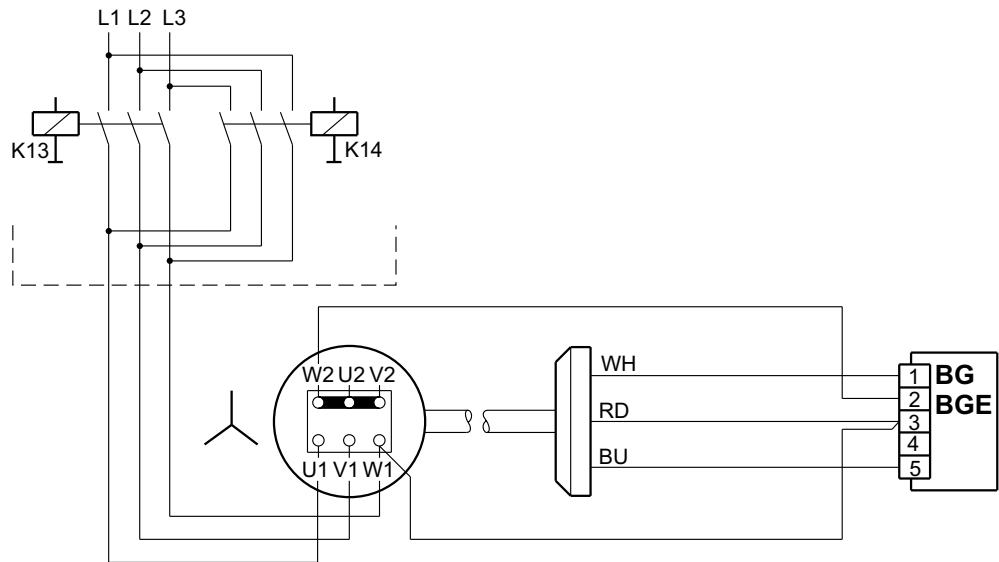 L1 L2 L3
K13
K14
W2 U2 V2
U1 V1 W1
WH
RD
BU
1 BG
2 BGE
3
4
5